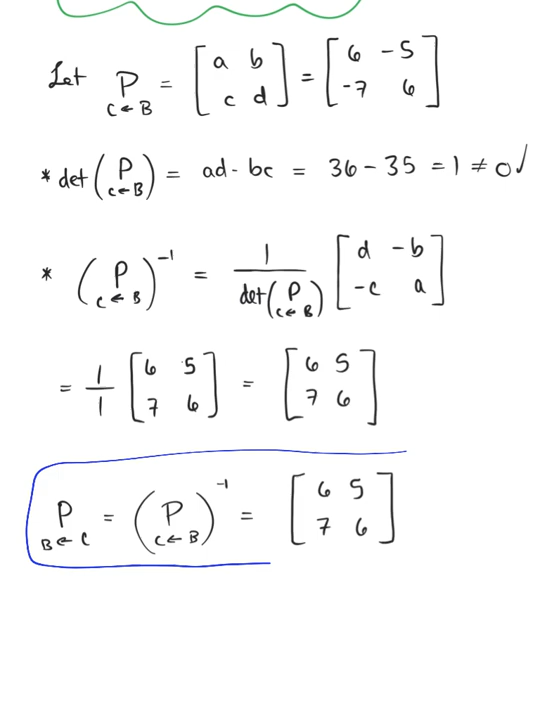 Let P_{C←B} = [a b; c d] = [6 -5; -7 6]
* det(P_{C←B}) = ad - bc = 36 - 35 = 1 ≠ 0 ✓
* (P_{C←B})^{-1} = 1/det(P_{C←B}) [d -b; -c a]
= 1/1 [6 5; 7 6] = [6 5; 7 6]
P_{B←C} = (P_{C←B})^{-1} = [6 5; 7 6]